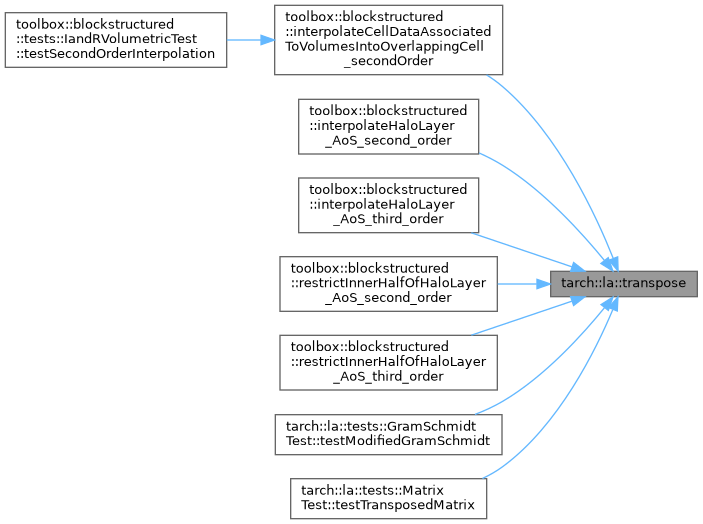 toolbox::blockstructured
::tests::IandRVolumetricTest
::testSecondOrderInterpolation
toolbox::blockstructured
::interpolateCellDataAssociated
ToVolumesIntoOverlappingCell
_secondOrder
toolbox::blockstructured
::interpolateHaloLayer
_AoS_second_order
toolbox::blockstructured
::interpolateHaloLayer
_AoS_third_order
toolbox::blockstructured
::restrictInnerHalfOfHaloLayer
_AoS_second_order
toolbox::blockstructured
::restrictInnerHalfOfHaloLayer
_AoS_third_order
tarch::la::tests::GramSchmidt
Test::testModifiedGramSchmidt
tarch::la::tests::Matrix
Test::testTransposedMatrix
tarch::la::transpose